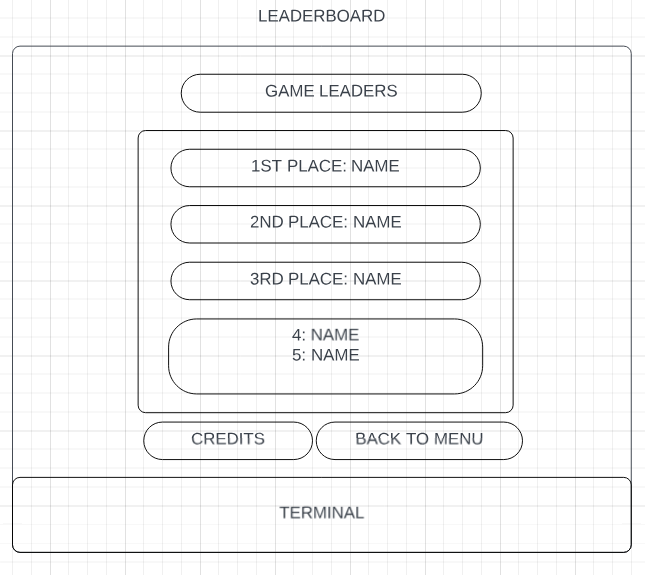 LEADERBOARD
GAME LEADERS
1ST PLACE: NAME
2ND PLACE: NAME
3RD PLACE: NAME
4: NAME
5: NAME
CREDITS
BACK TO MENU
TERMINAL